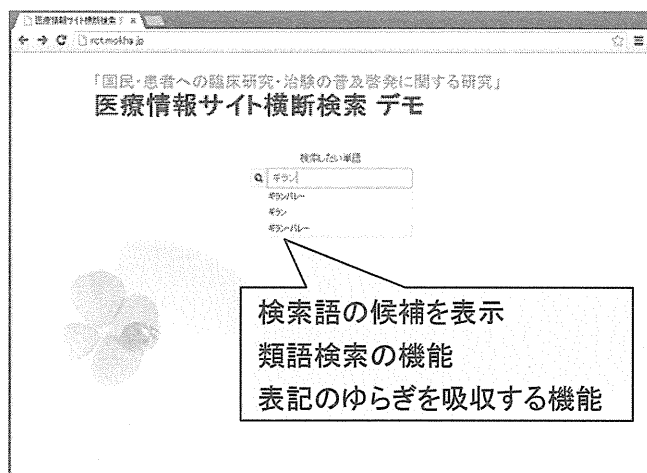 医療情報サイト横断検索 デ
rctmokha.jp
「国民・患者への臨床研究・治験の普及啓発に関する研究」
医療情報サイト横断検索 デモ
検索したい単語
ギラン
ギランバレー
ギラン
ギラン・バレー
検索語の候補を表示
類語検索の機能
表記のゆらぎを吸収する機能